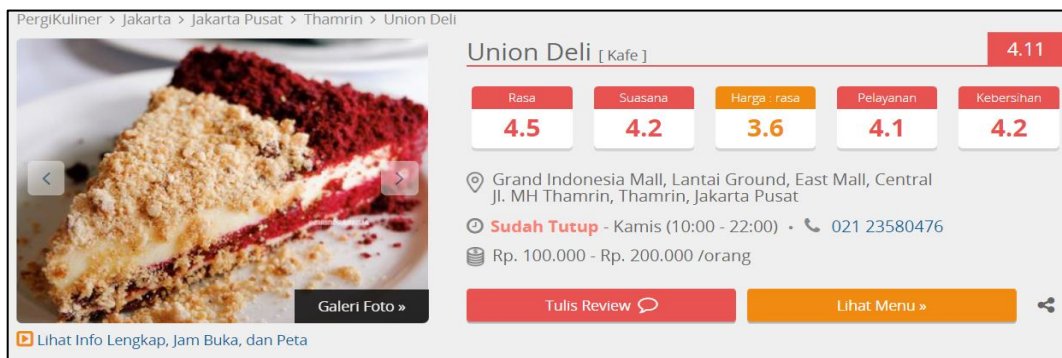 PergiKuliner > Jakarta > Jakarta Pusat > Thamrin > Union Deli
Union Deli [ Kafe ]
4.11
Rasa
4.5
Suasana
4.2
Harga : rasa
3.6
Pelayanan
4.1
Kebersihan
4.2
Grand Indonesia Mall, Lantai Ground, East Mall, Central
Jl. MH Thamrin, Thamrin, Jakarta Pusat
Sudah Tutup - Kamis (10:00 - 22:00) • 021 23580476
Rp. 100.000 - Rp. 200.000 /orang
Galeri Foto »
Tulis Review
Lihat Menu »
Lihat Info Lengkap, Jam Buka, dan Peta